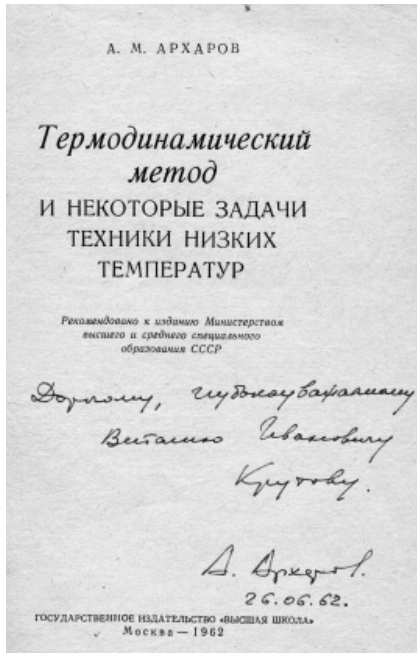 А. М. АРХАРОВ
Термодинамический
метод
И НЕКОТОРЫЕ ЗАДАЧИ
ТЕХНИКИ НИЗКИХ
ТЕМПЕРАТУР
Рекомендовано к изданию Министерством
высшего и среднего специального
образования СССР
Дорогому, глубокоуважаемому
Виталию Ивановичу
Крутову.
А. Архаров.
26.06.62.
ГОСУДАРСТВЕННОЕ ИЗДАТЕЛЬСТВО «ВЫСШАЯ ШКОЛА»
Москва — 1962